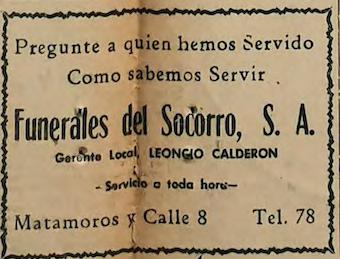 Pregunte a quien hemos Servido
Como sabemos Servir
Funerales del Socorro, S. A.
Gerente Local, LEONCIO CALDERON
- Servicio a toda hora-
Matamoros y Calle 8 Tel. 78